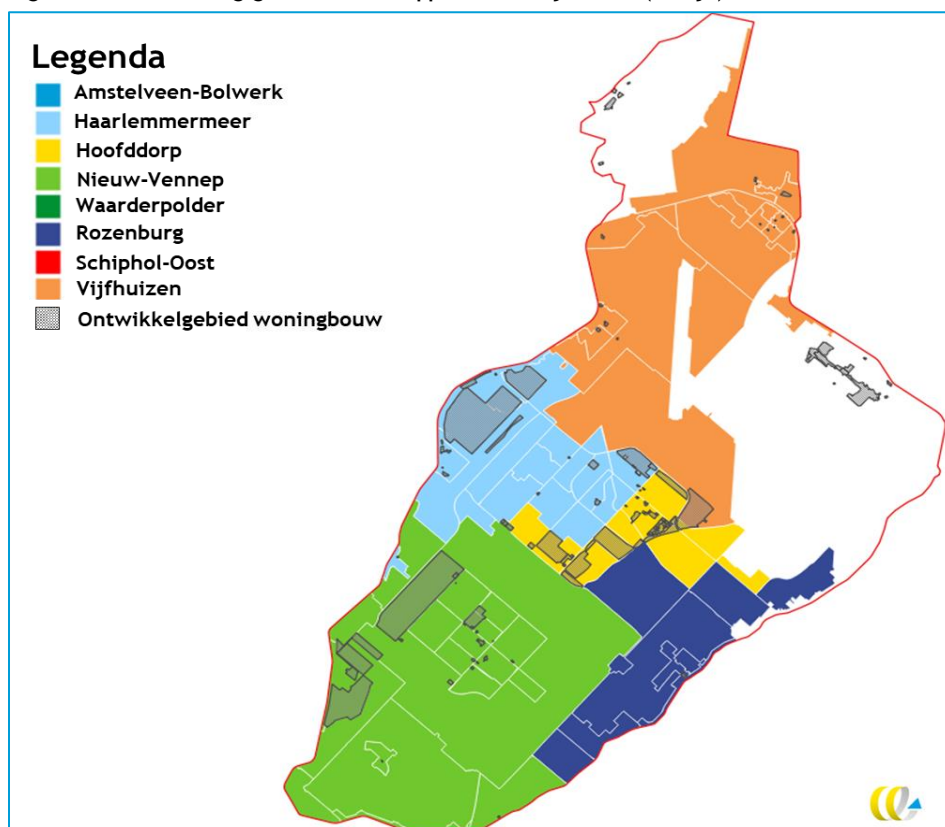 Legenda
Amstelveen-Bolwerk
Haarlemmermeer
Hoofddorp
Nieuw-Vennep
Waarderpolder
Rozenburg
Schiphol-Oost
Vijfhuizen
Ontwikkelgebied woningbouw